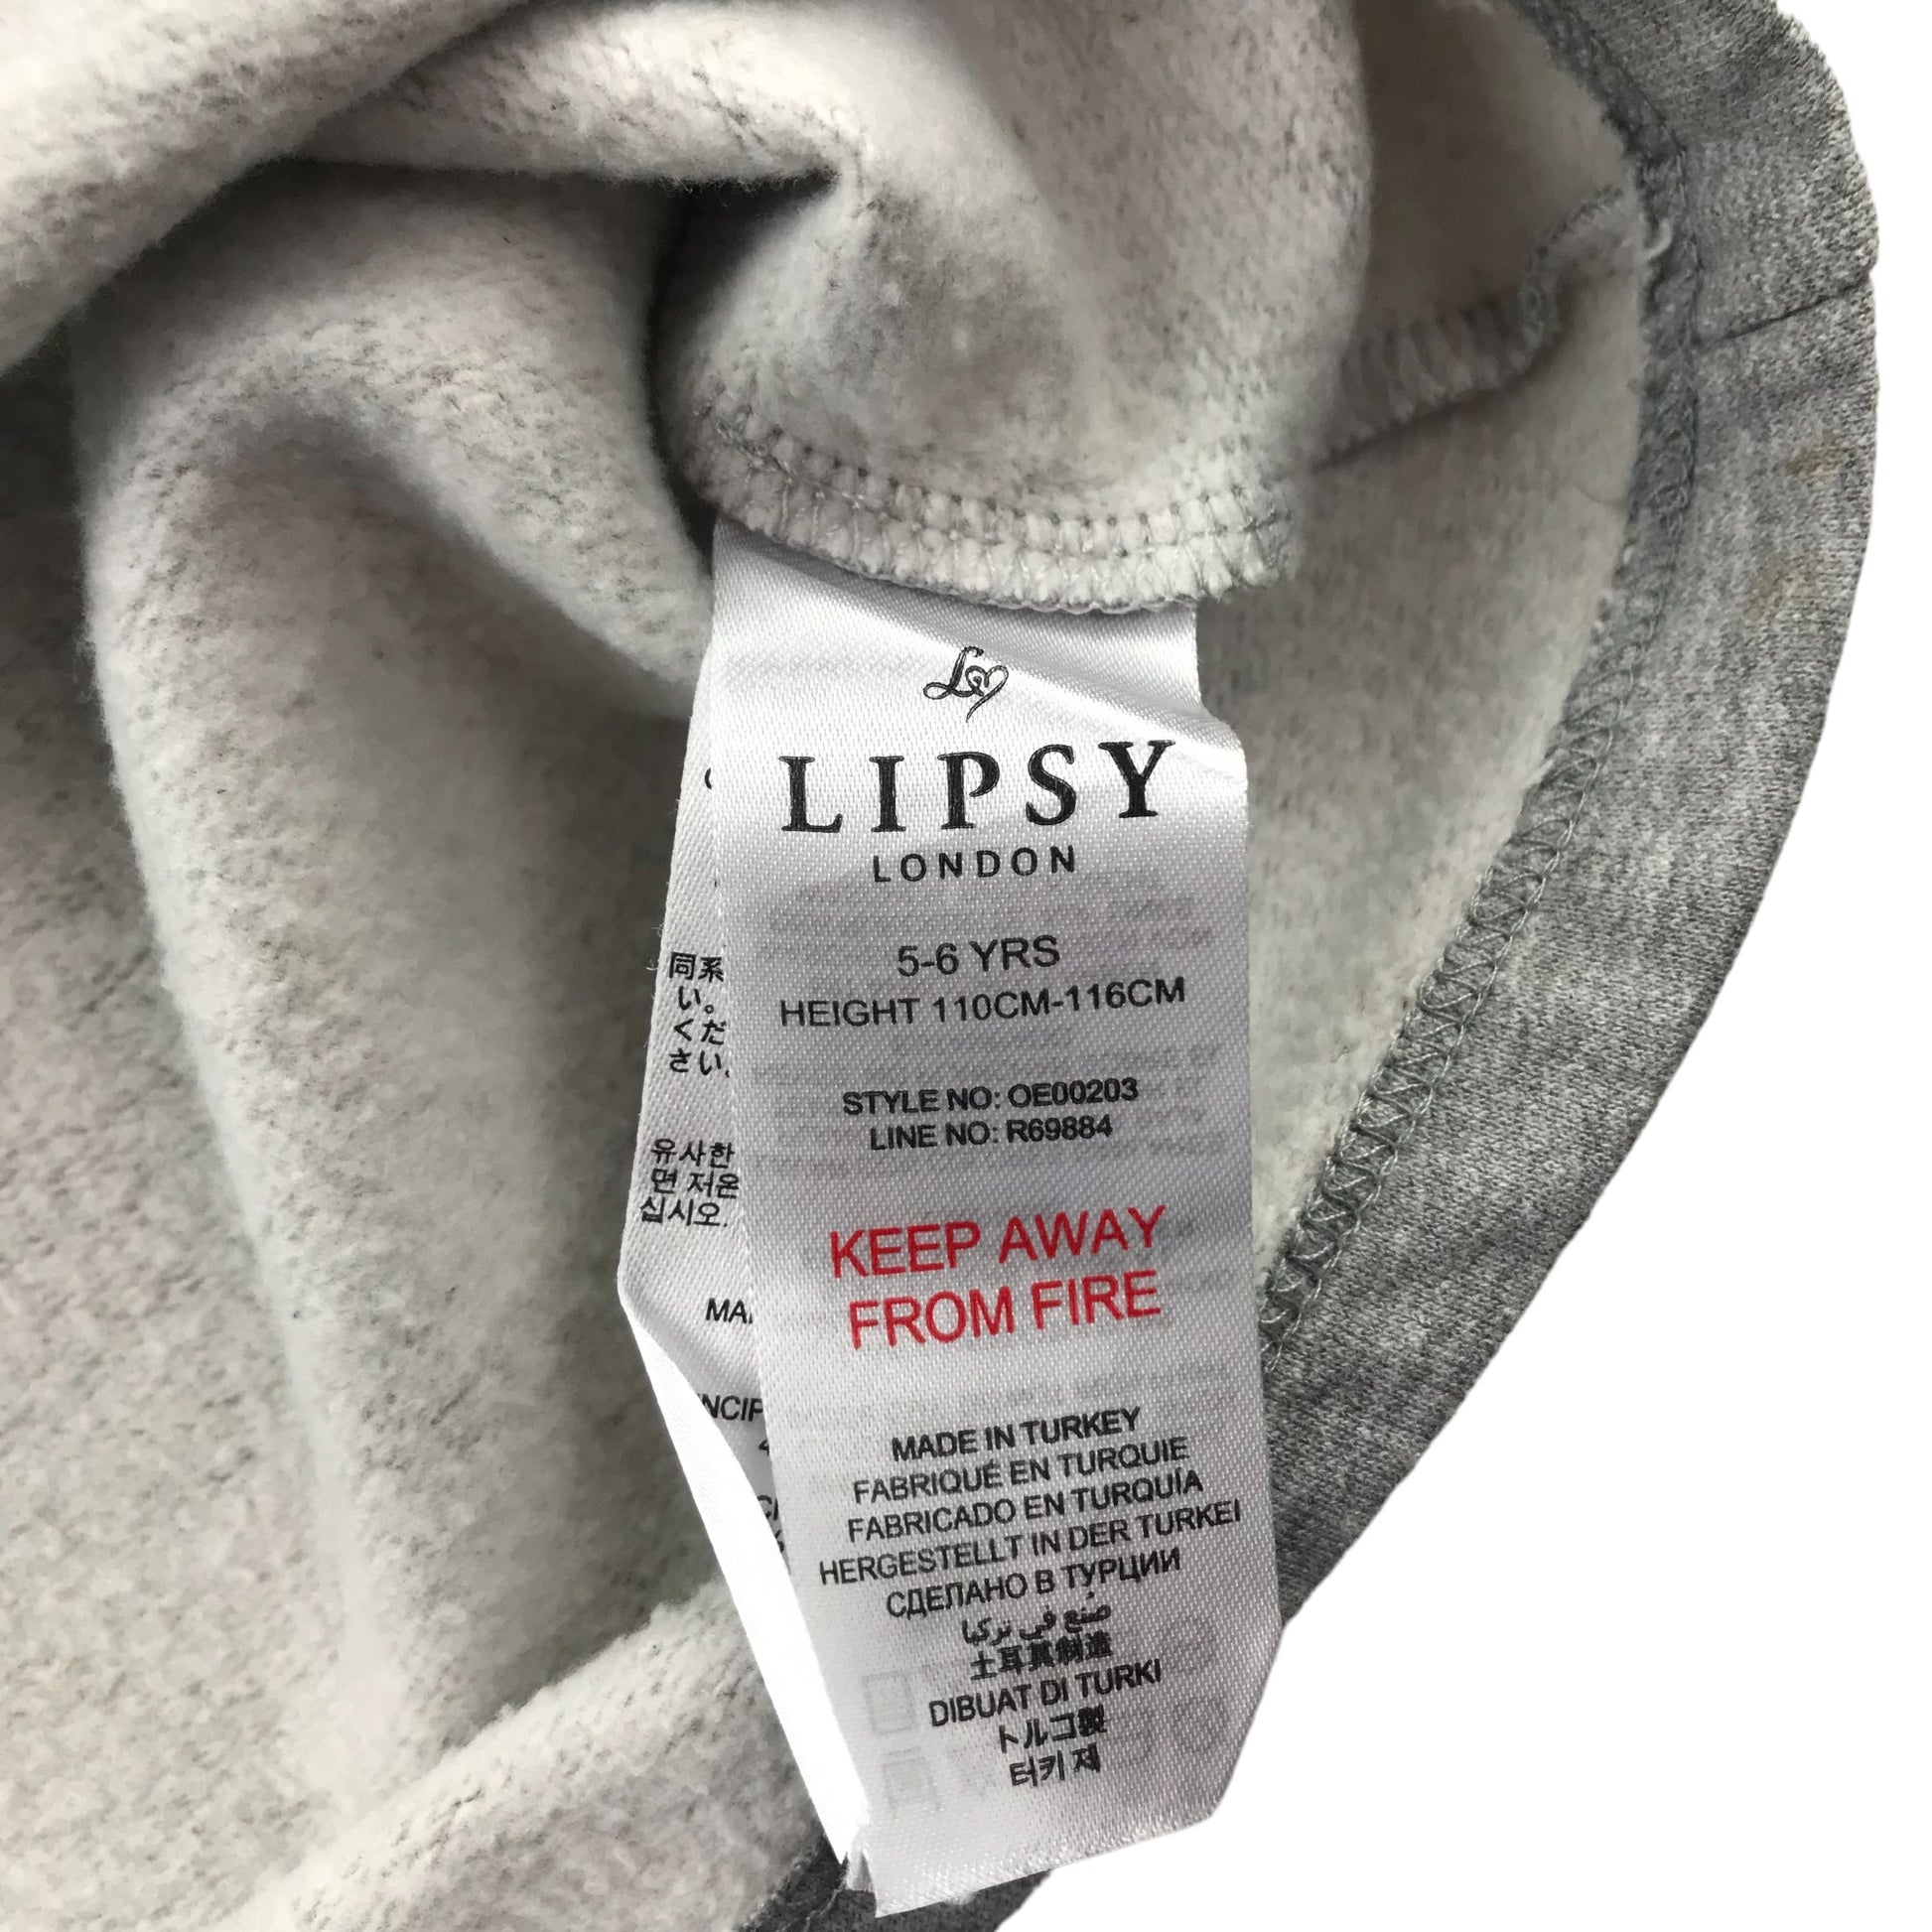 LIPSY
LONDON
5-6 YRS
HEIGHT 110CM-116CM
STYLE NO: OE00203
LINE NO: R69884
KEEP AWAY
FROM FIRE
MADE IN TURKEY
FABRIQUÉ EN TURQUIE
FABRICADO EN TURQUÍA
HERGESTELLT IN DER TURKEI
СДЕЛАНО В ТУРЦИИ
صُنع في تركيا
土耳其制造
DIBUAT DI TURKI
トルコ製
터키 제
同系
い。
くだ
さい。
유사한
면 저온
십시오.